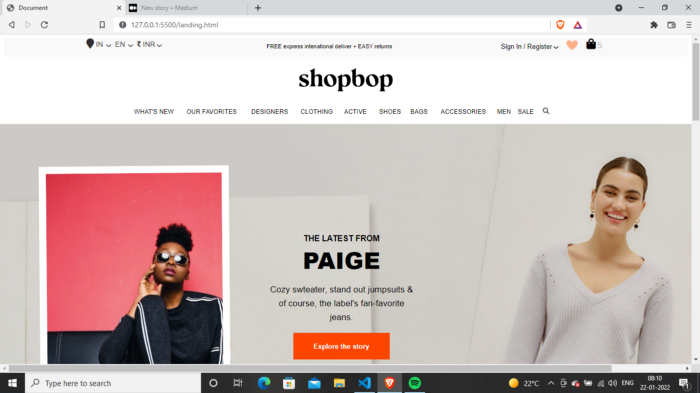 Document
New story – Medium
127.0.0.1:5500/landing.html
IN EN ₹ INR
FREE express international deliver + EASY returns
Sign In / Register
5
shopbop
WHAT'S NEW OUR FAVORITES DESIGNERS CLOTHING ACTIVE SHOES BAGS ACCESSORIES MEN SALE
THE LATEST FROM
PAIGE
Cozy swteater, stand out jumpsuits &
of course, the label's fan-favorite
jeans.
Explore the story
Type here to search
22°C
ENG
08:10
22-01-2022